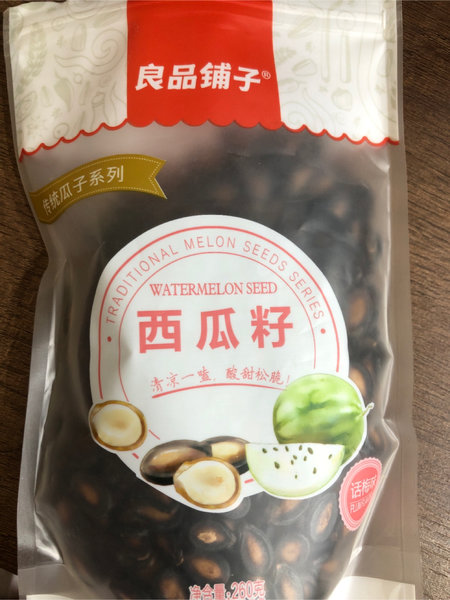 良品铺子®
传统瓜子系列
TRADITIONAL MELON SEEDS SERIES
WATERMELON SEED
西瓜籽
清凉一嗑，酸甜松脆！
话梅味
净含量:260克